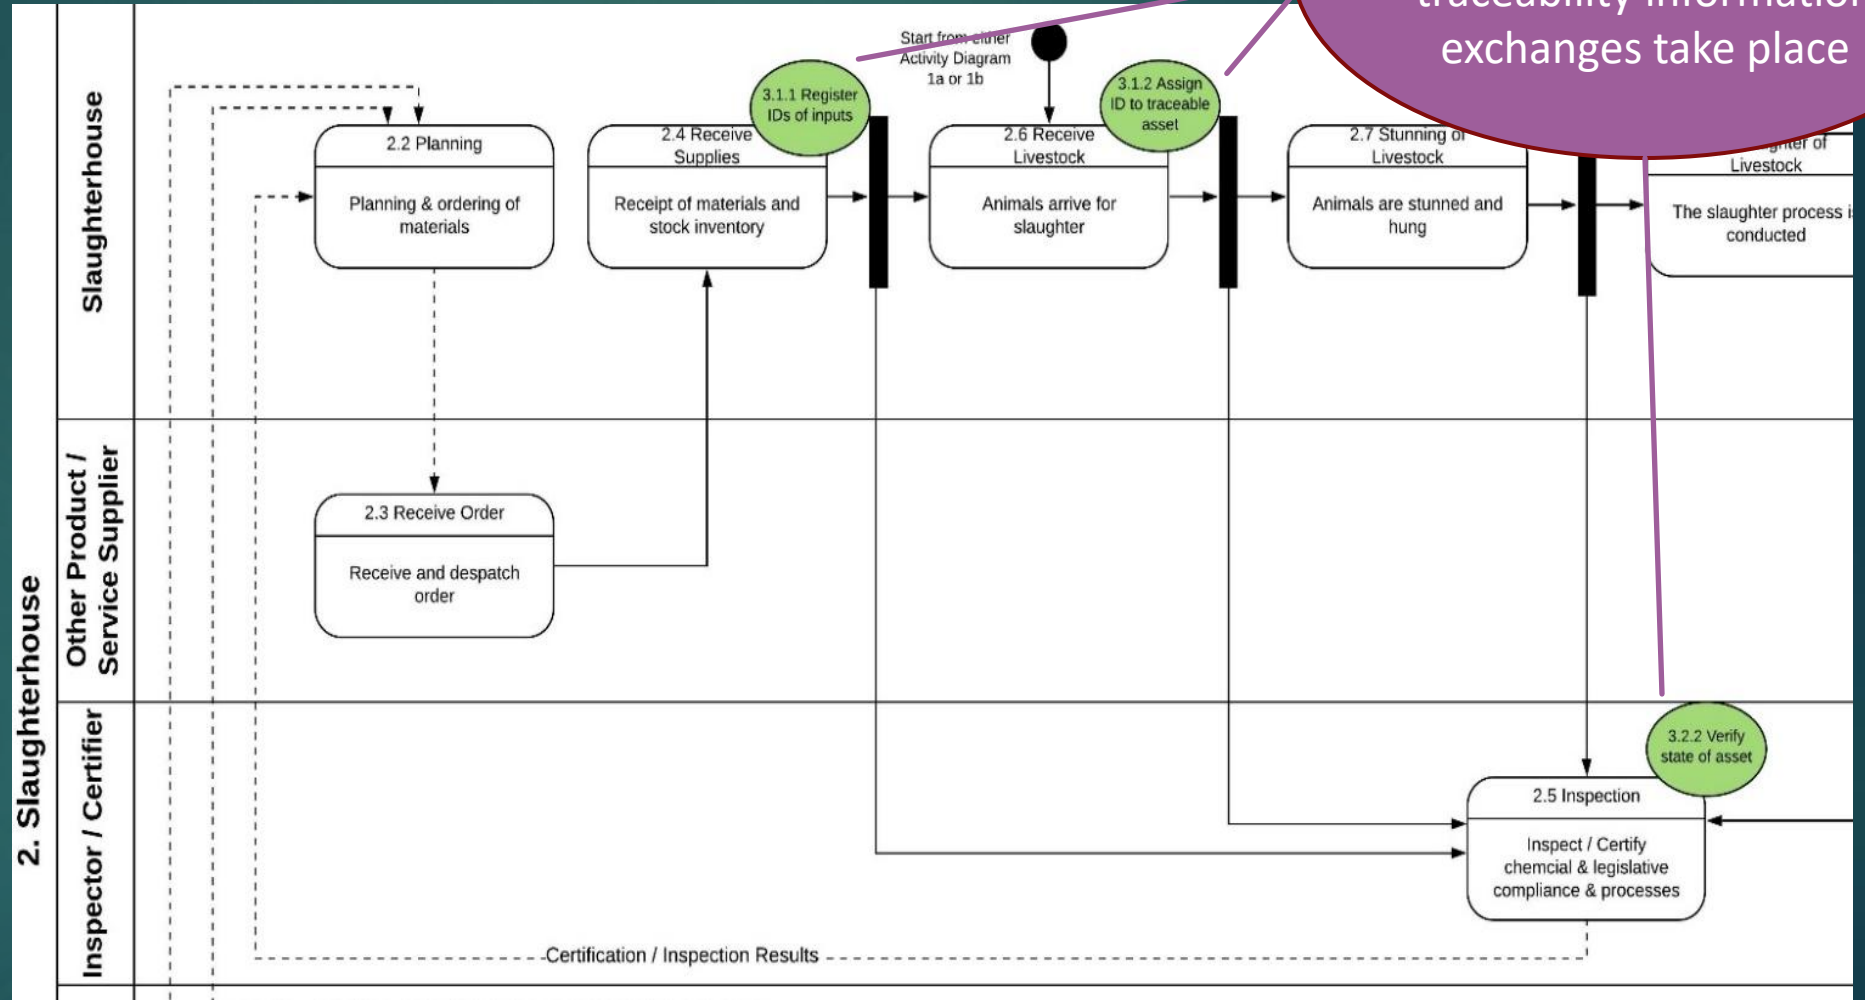 traceability information
exchanges take place
Start from either
Activity Diagram
1a or 1b
3.1.1 Register
IDs of inputs
3.1.2 Assign
ID to traceable
asset
2.2 Planning
Planning & ordering of
materials
2.4 Receive
Supplies
Receipt of materials and
stock inventory
2.6 Receive
Livestock
Animals arrive for
slaughter
2.7 Stunning of
Livestock
Animals are stunned and
hung
of
Livestock
The slaughter process is
conducted
Slaughterhouse
2.3 Receive Order
Receive and despatch
order
Other Product /
Service Supplier
2. Slaughterhouse
3.2.2 Verify
state of asset
2.5 Inspection
Inspect / Certify
chemcial & legislative
compliance & processes
Inspector / Certifier
Certification / Inspection Results